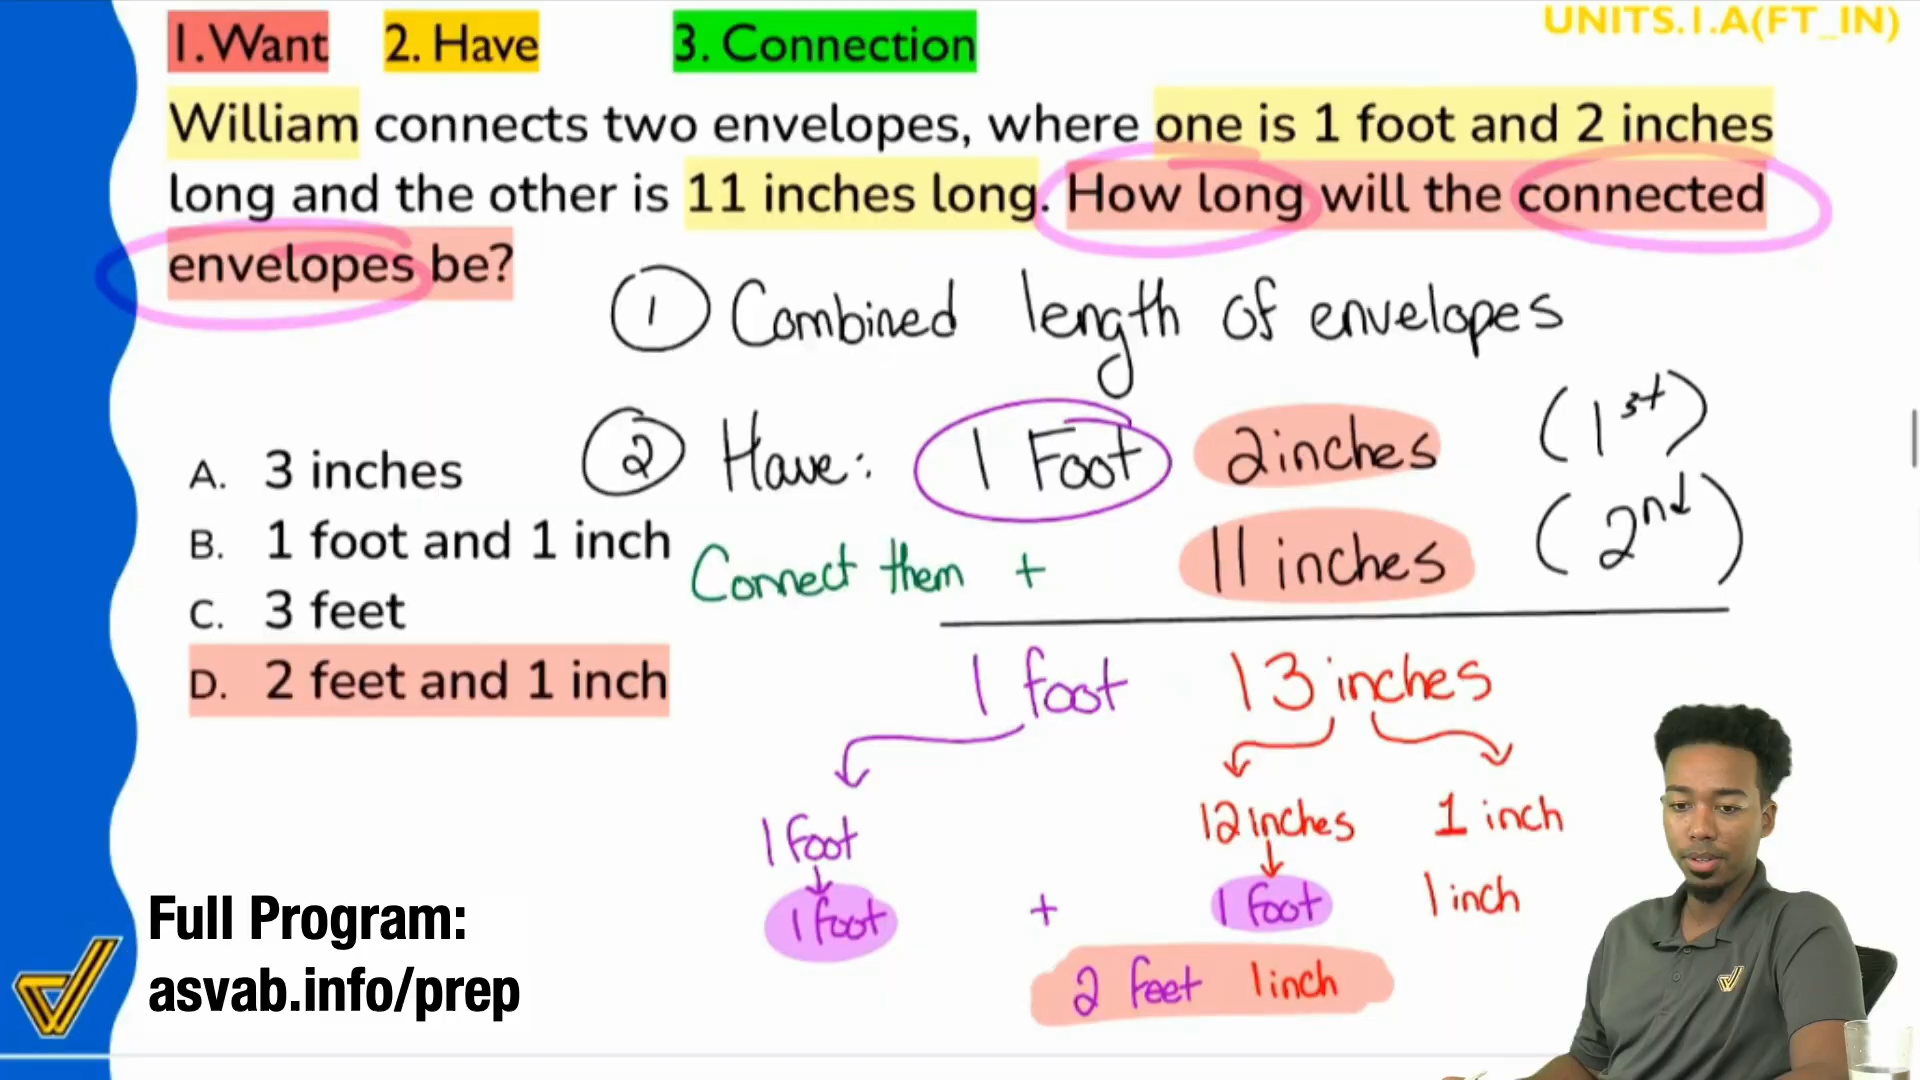 UNITS.1.A(FT_IN)
1. Want 2. Have 3. Connection
William connects two envelopes, where one is 1 foot and 2 inches
long and the other is 11 inches long. How long will the connected
envelopes be?
1 Combined length of envelopes
2 Have: 1 Foot 2 inches (1st)
Connect them + 11 inches (2nd)
A. 3 inches
B. 1 foot and 1 inch
C. 3 feet
D. 2 feet and 1 inch
1 foot 13 inches
1 Foot 12 inches 1 inch
1 foot + 1 foot 1 inch
2 feet 1 inch
Full Program:
asvab.info/prep